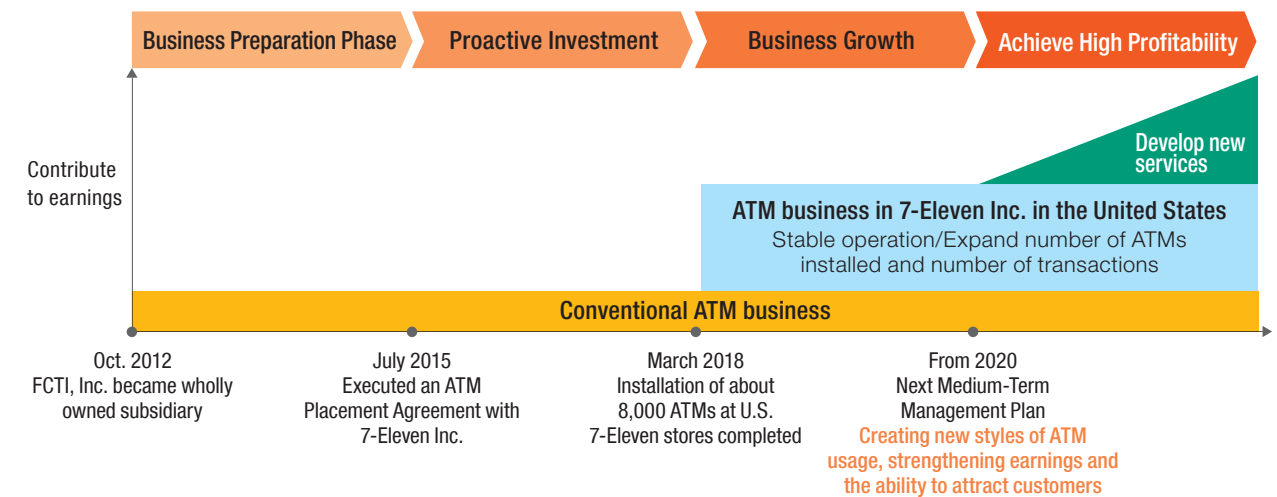 Business Preparation Phase
Proactive Investment
Business Growth
Achieve High Profitability
Contribute
to earnings
Develop new
services
ATM business in 7-Eleven Inc. in the United States
Stable operation/Expand number of ATMs
installed and number of transactions
Conventional ATM business
Oct. 2012
FCTI, Inc. became wholly
owned subsidiary
July 2015
Executed an ATM
Placement Agreement with
7-Eleven Inc.
March 2018
Installation of about
8,000 ATMs at U.S.
7-Eleven stores completed
From 2020
Next Medium-Term
Management Plan
Creating new styles of ATM
usage, strengthening earnings and
the ability to attract customers